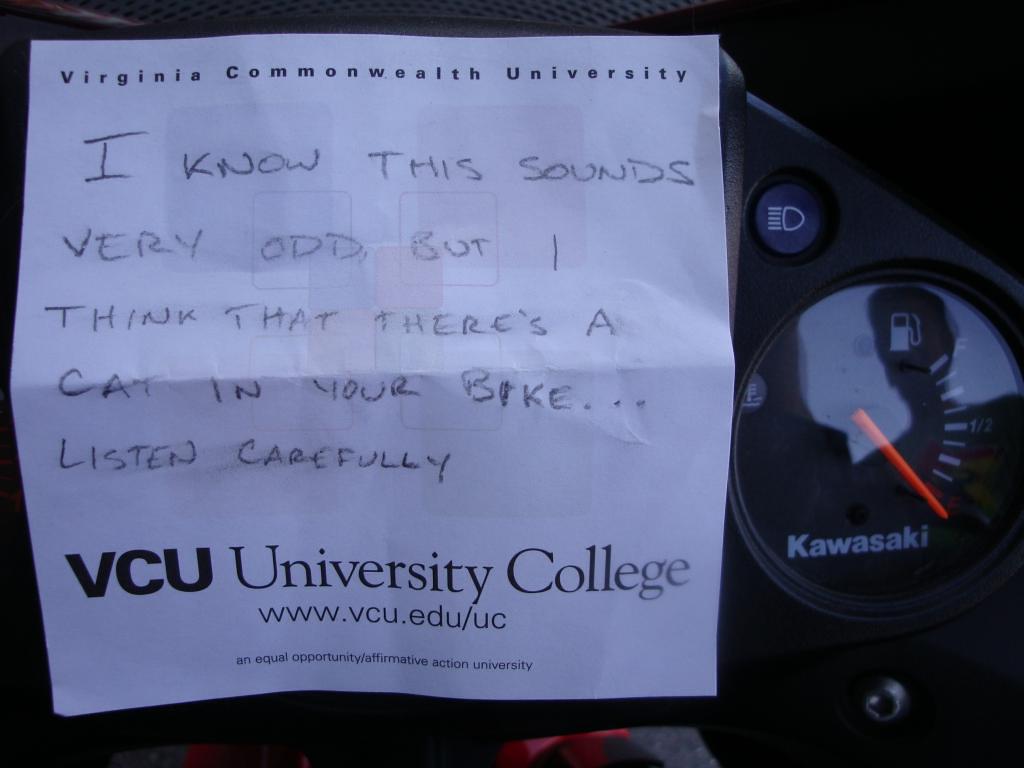 Virginia Commonwealth University
I KNOW THIS SOUNDS
VERY ODD, BUT I
THINK THAT THERE'S A
CAT IN YOUR BIKE...
LISTEN CAREFULLY
VCU University College
www.vcu.edu/uc
an equal opportunity/affirmative action university
F
1/2
E
Kawasaki